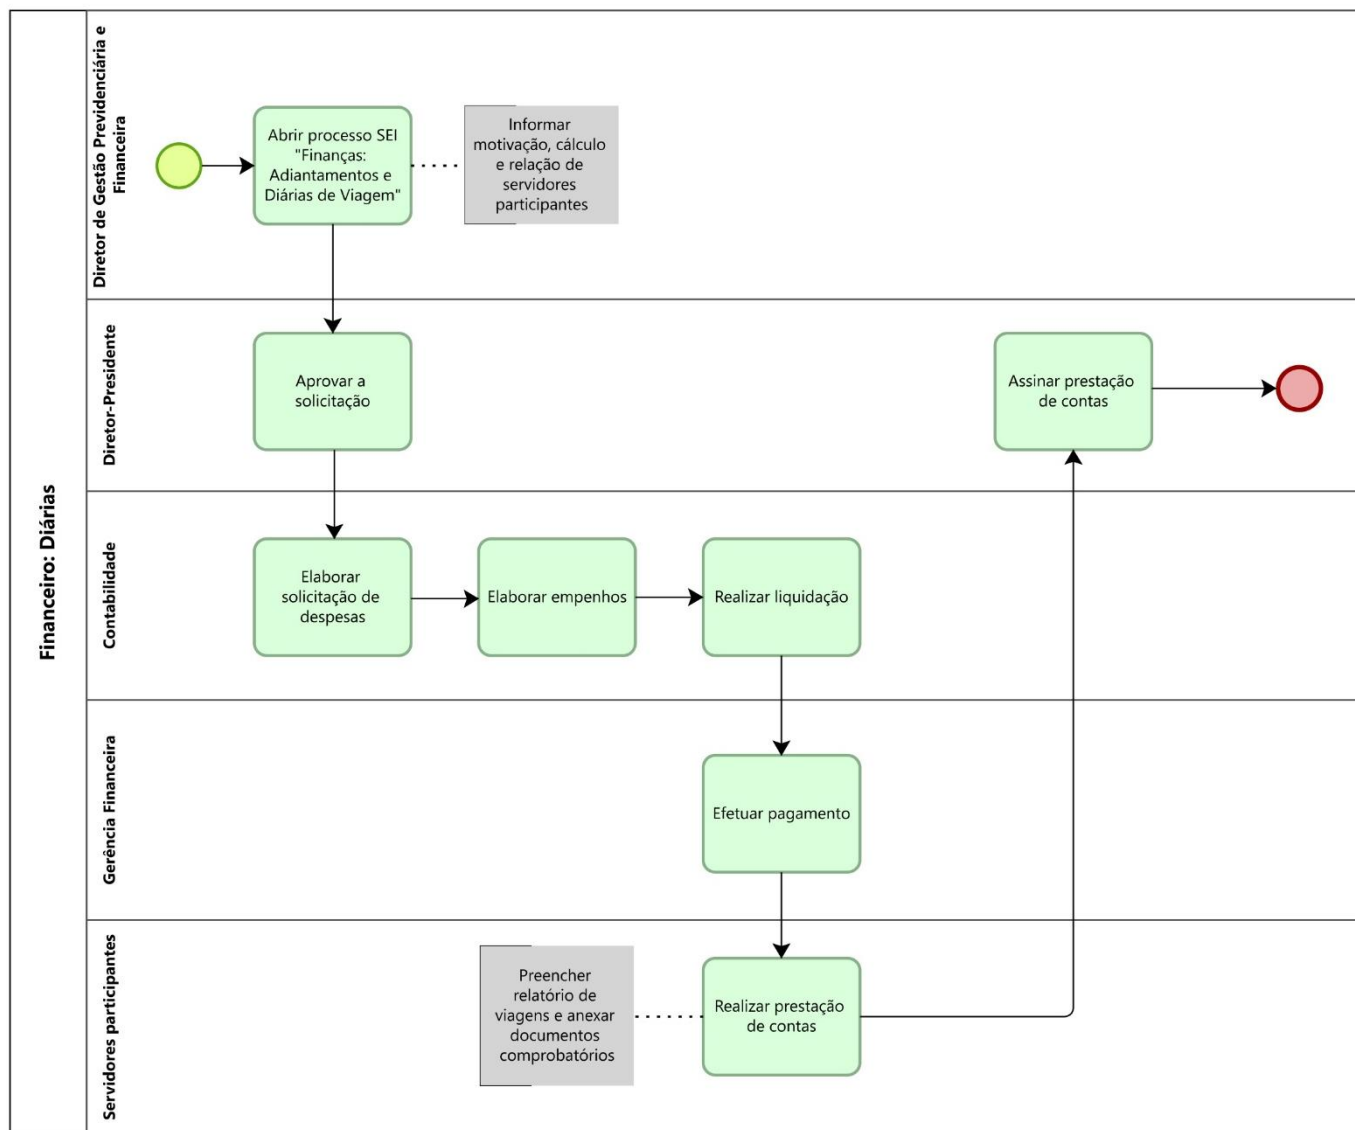 Financeiro: Diárias
Diretor de Gestão Previdenciária e
Financeira
Abrir processo SEI
"Finanças:
Adiantamentos e
Diárias de Viagem"
Informar
motivação, cálculo
e relação de
servidores
participantes
Diretor-Presidente
Aprovar a
solicitação
Assinar prestação
de contas
Contabilidade
Elaborar
solicitação de
despesas
Elaborar empenhos
Realizar liquidação
Gerência Financeira
Efetuar pagamento
Servidores participantes
Preencher
relatório de
viagens e anexar
documentos
comprobatórios
Realizar prestação
de contas